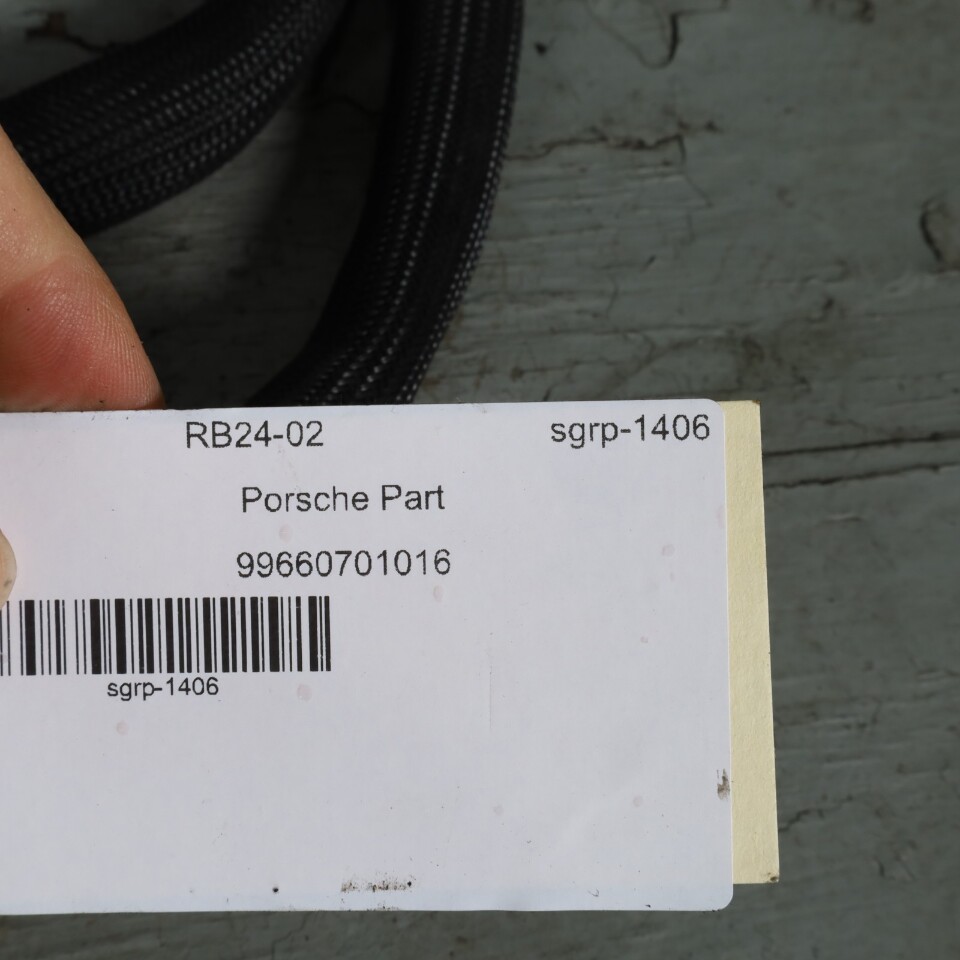 RB24-02 sgrp-1406
Porsche Part
99660701016
sgrp-1406